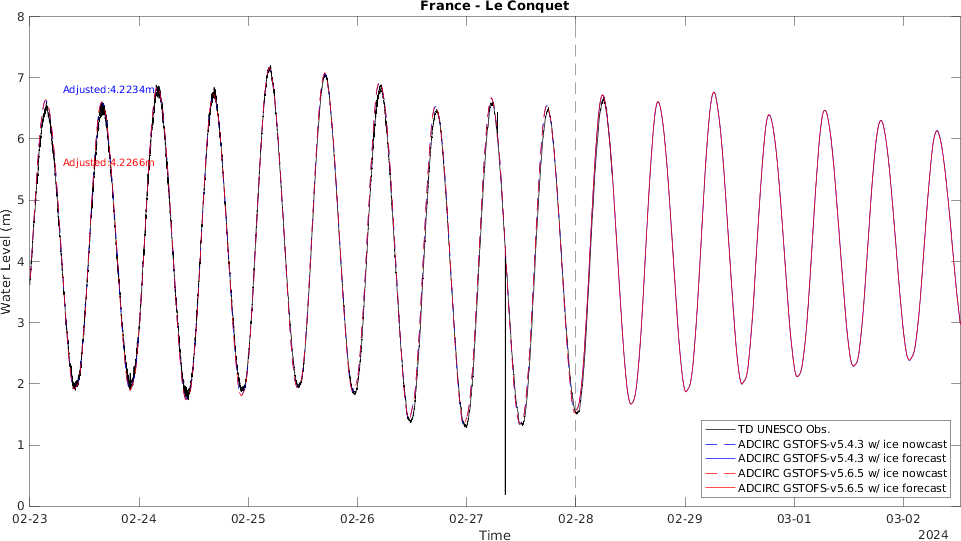 France - Le Conquet
8
7
6
5
4
3
2
1
0
Water Level (m)
Adjusted:4.2234m
Adjusted:4.2266m
TD UNESCO Obs.
ADCIRC GSTOFS-v5.4.3 w/ ice nowcast
ADCIRC GSTOFS-v5.4.3 w/ ice forecast
ADCIRC GSTOFS-v5.6.5 w/ ice nowcast
ADCIRC GSTOFS-v5.6.5 w/ ice forecast
02-23 02-24 02-25 02-26 02-27 02-28 02-29 03-01 03-02
Time
2024